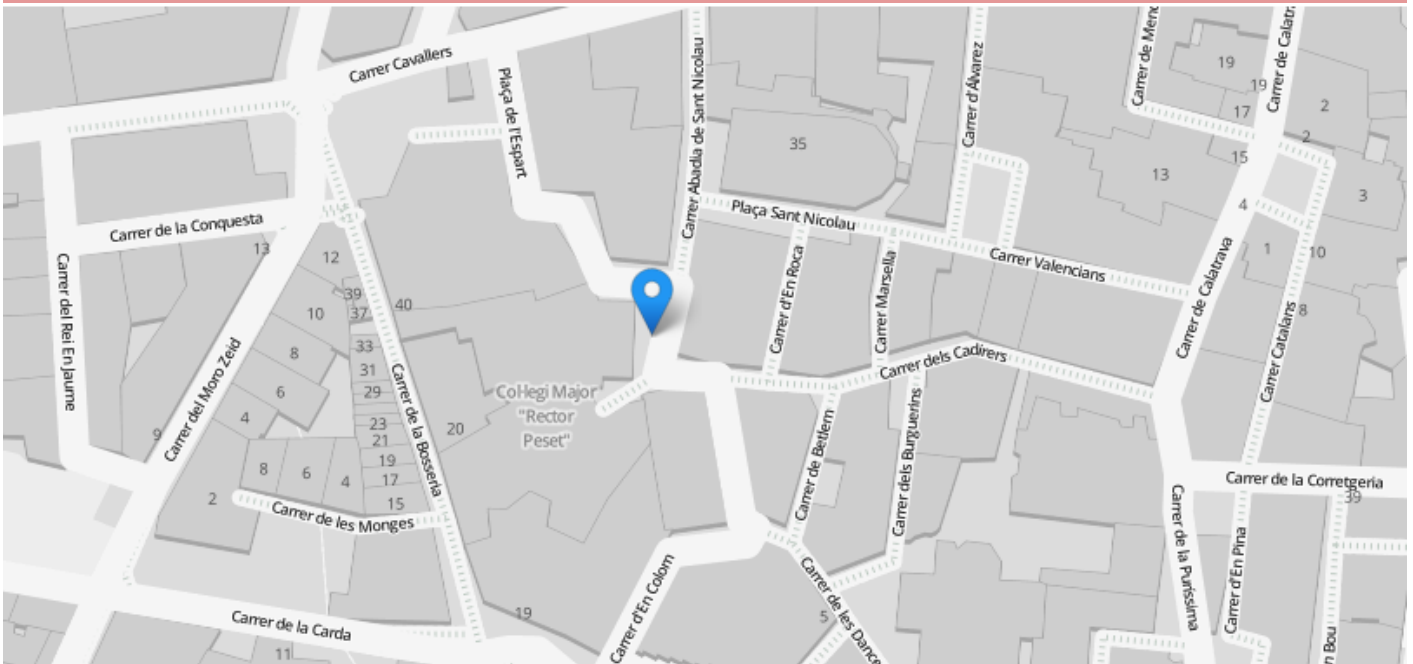 Carrer Cavallers
Plaça de l'Espart
Carrer Abadia de Sant Nicolau
Carrer d'Álvarez
Carrer de
Carrer de
19
19
17
2
2
15
35
13
3
4
Plaça Sant Nicolau
Carrer de la Conquesta
13
12
Carrer Valencians
1
10
Carrer del Rei En Jaume
39
37
40
10
Carrer d'En Roca
Carrer Marsella
Carrer de Calatrava
Carrer Catalans
8
33
8
31
29
6
Carrer del Moro Zeid
Carrer de la Bosseria
Carrer dels Cadirers
Col·legi Major
"Rector
Peset"
4
23
21
20
9
19
17
15
8
6
4
2
Carrer de les Monges
Carrer de Betlem
Carrer dels Burguerins
Carrer de la Corretgeria
39
Carrer de la Puríssima
Carrer d'En Pina
Carrer d'En Colom
Carrer de les
5
19
Carrer de la Carda
11
Bou